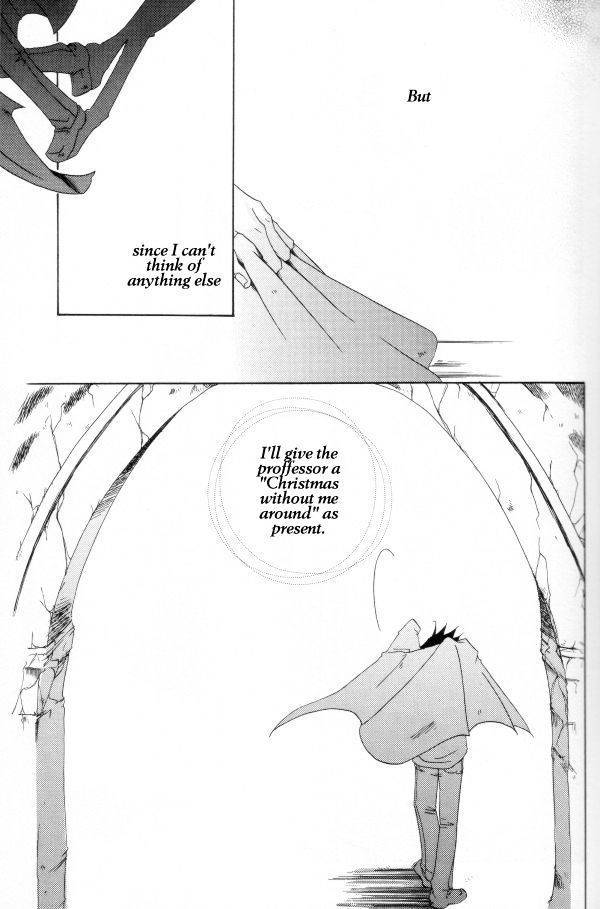 But
since I can't
think of
anything else
I'll give the
proffessor a
"Christmas
without me
around" as
present.